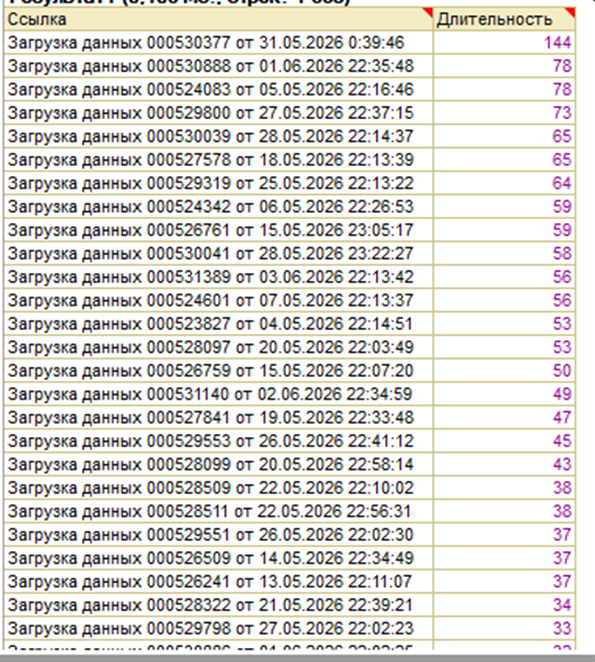 Ссылка Длительность
Загрузка данных 000530377 от 31.05.2026 0:39:46 144
Загрузка данных 000530888 от 01.06.2026 22:35:48 78
Загрузка данных 000524083 от 05.05.2026 22:16:46 78
Загрузка данных 000529800 от 27.05.2026 22:37:15 73
Загрузка данных 000530039 от 28.05.2026 22:14:37 65
Загрузка данных 000527578 от 18.05.2026 22:13:39 65
Загрузка данных 000529319 от 25.05.2026 22:13:22 64
Загрузка данных 000524342 от 06.05.2026 22:26:53 59
Загрузка данных 000526761 от 15.05.2026 23:05:17 59
Загрузка данных 000530041 от 28.05.2026 23:22:27 58
Загрузка данных 000531389 от 03.06.2026 22:13:42 56
Загрузка данных 000524601 от 07.05.2026 22:13:37 56
Загрузка данных 000523827 от 04.05.2026 22:14:51 53
Загрузка данных 000528097 от 20.05.2026 22:03:49 53
Загрузка данных 000526759 от 15.05.2026 22:07:20 50
Загрузка данных 000531140 от 02.06.2026 22:34:59 49
Загрузка данных 000527841 от 19.05.2026 22:33:48 47
Загрузка данных 000529553 от 26.05.2026 22:41:12 45
Загрузка данных 000528099 от 20.05.2026 22:58:14 43
Загрузка данных 000528509 от 22.05.2026 22:10:02 38
Загрузка данных 000528511 от 22.05.2026 22:56:31 38
Загрузка данных 000529551 от 26.05.2026 22:02:30 37
Загрузка данных 000526509 от 14.05.2026 22:34:49 37
Загрузка данных 000526241 от 13.05.2026 22:11:07 37
Загрузка данных 000528322 от 21.05.2026 22:39:21 34
Загрузка данных 000529798 от 27.05.2026 22:02:23 33
Загрузка данных